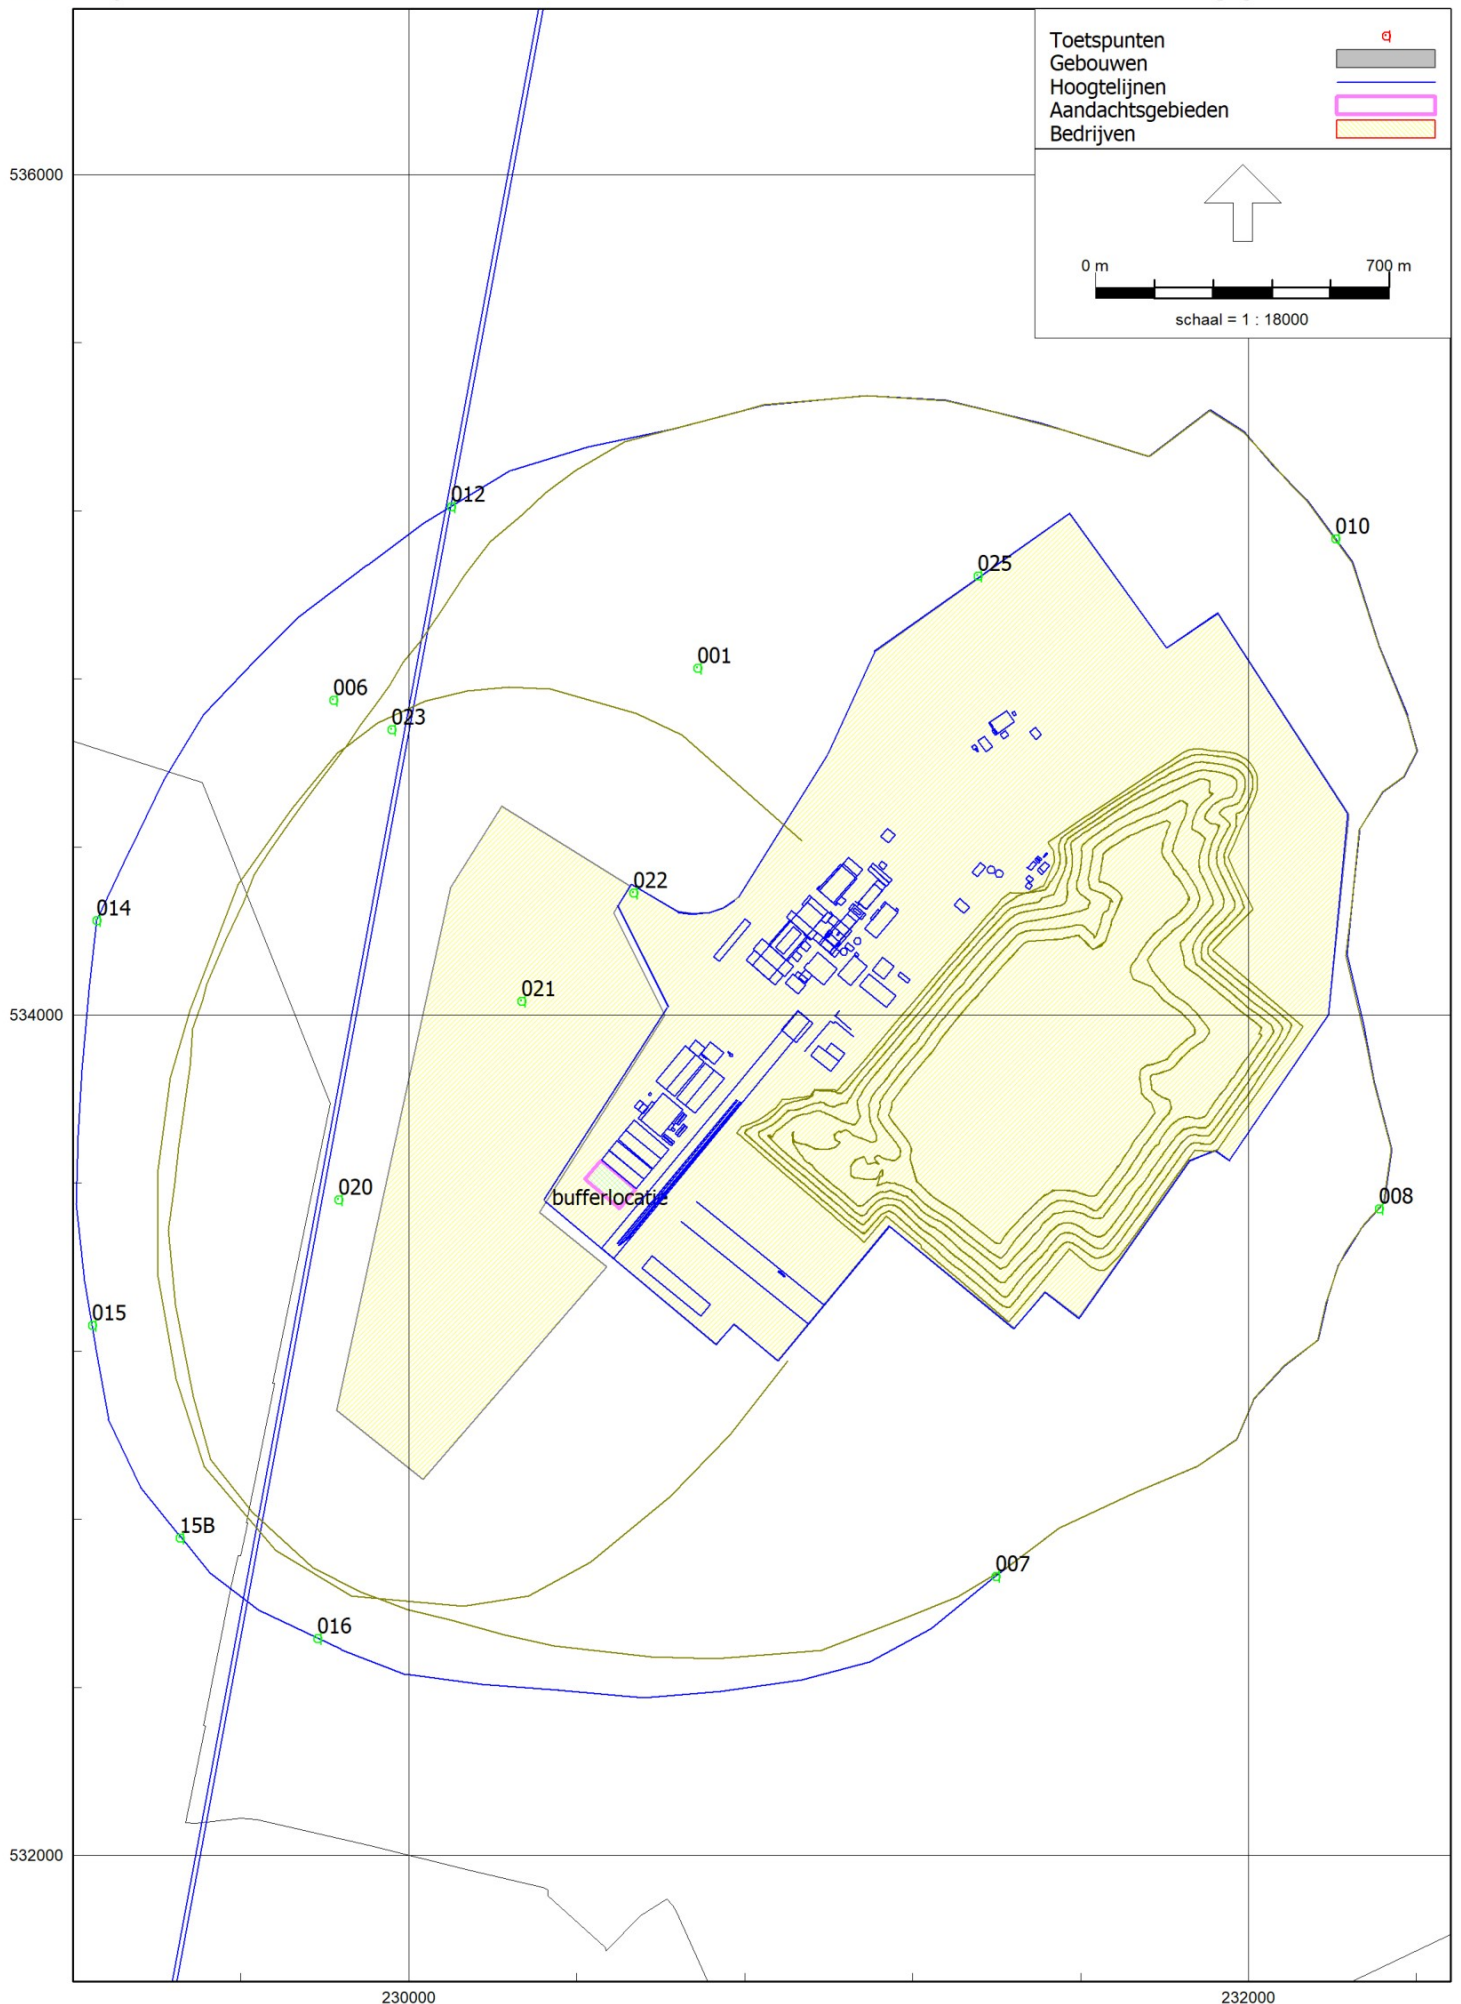 Toetspunten
Gebouwen
Hoogtelijnen
Aandachtsgebieden
Bedrijven
0 m 700 m
schaal = 1 : 18000
536000
012
010
025
001
006
023
022
014
021
534000
020
bufferlocatie
008
015
15B
007
016
532000
230000 232000